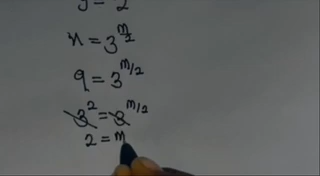 x = 3^{m/2}
9 = 3^{m/2}
3^2 = 3^{m/2}
2 = m